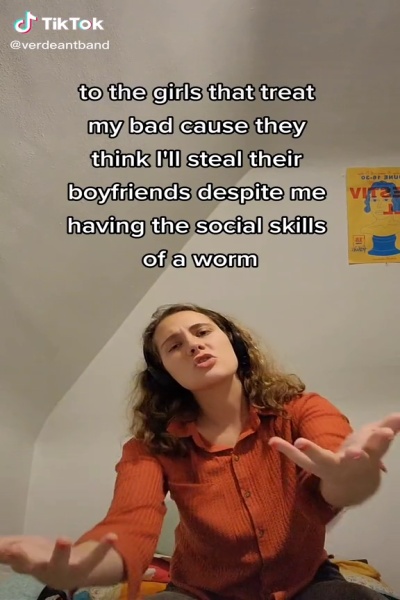 TikTok
@verdeantband
to the girls that treat
my bad cause they
think I'll steal their
boyfriends despite me
having the social skills
of a worm